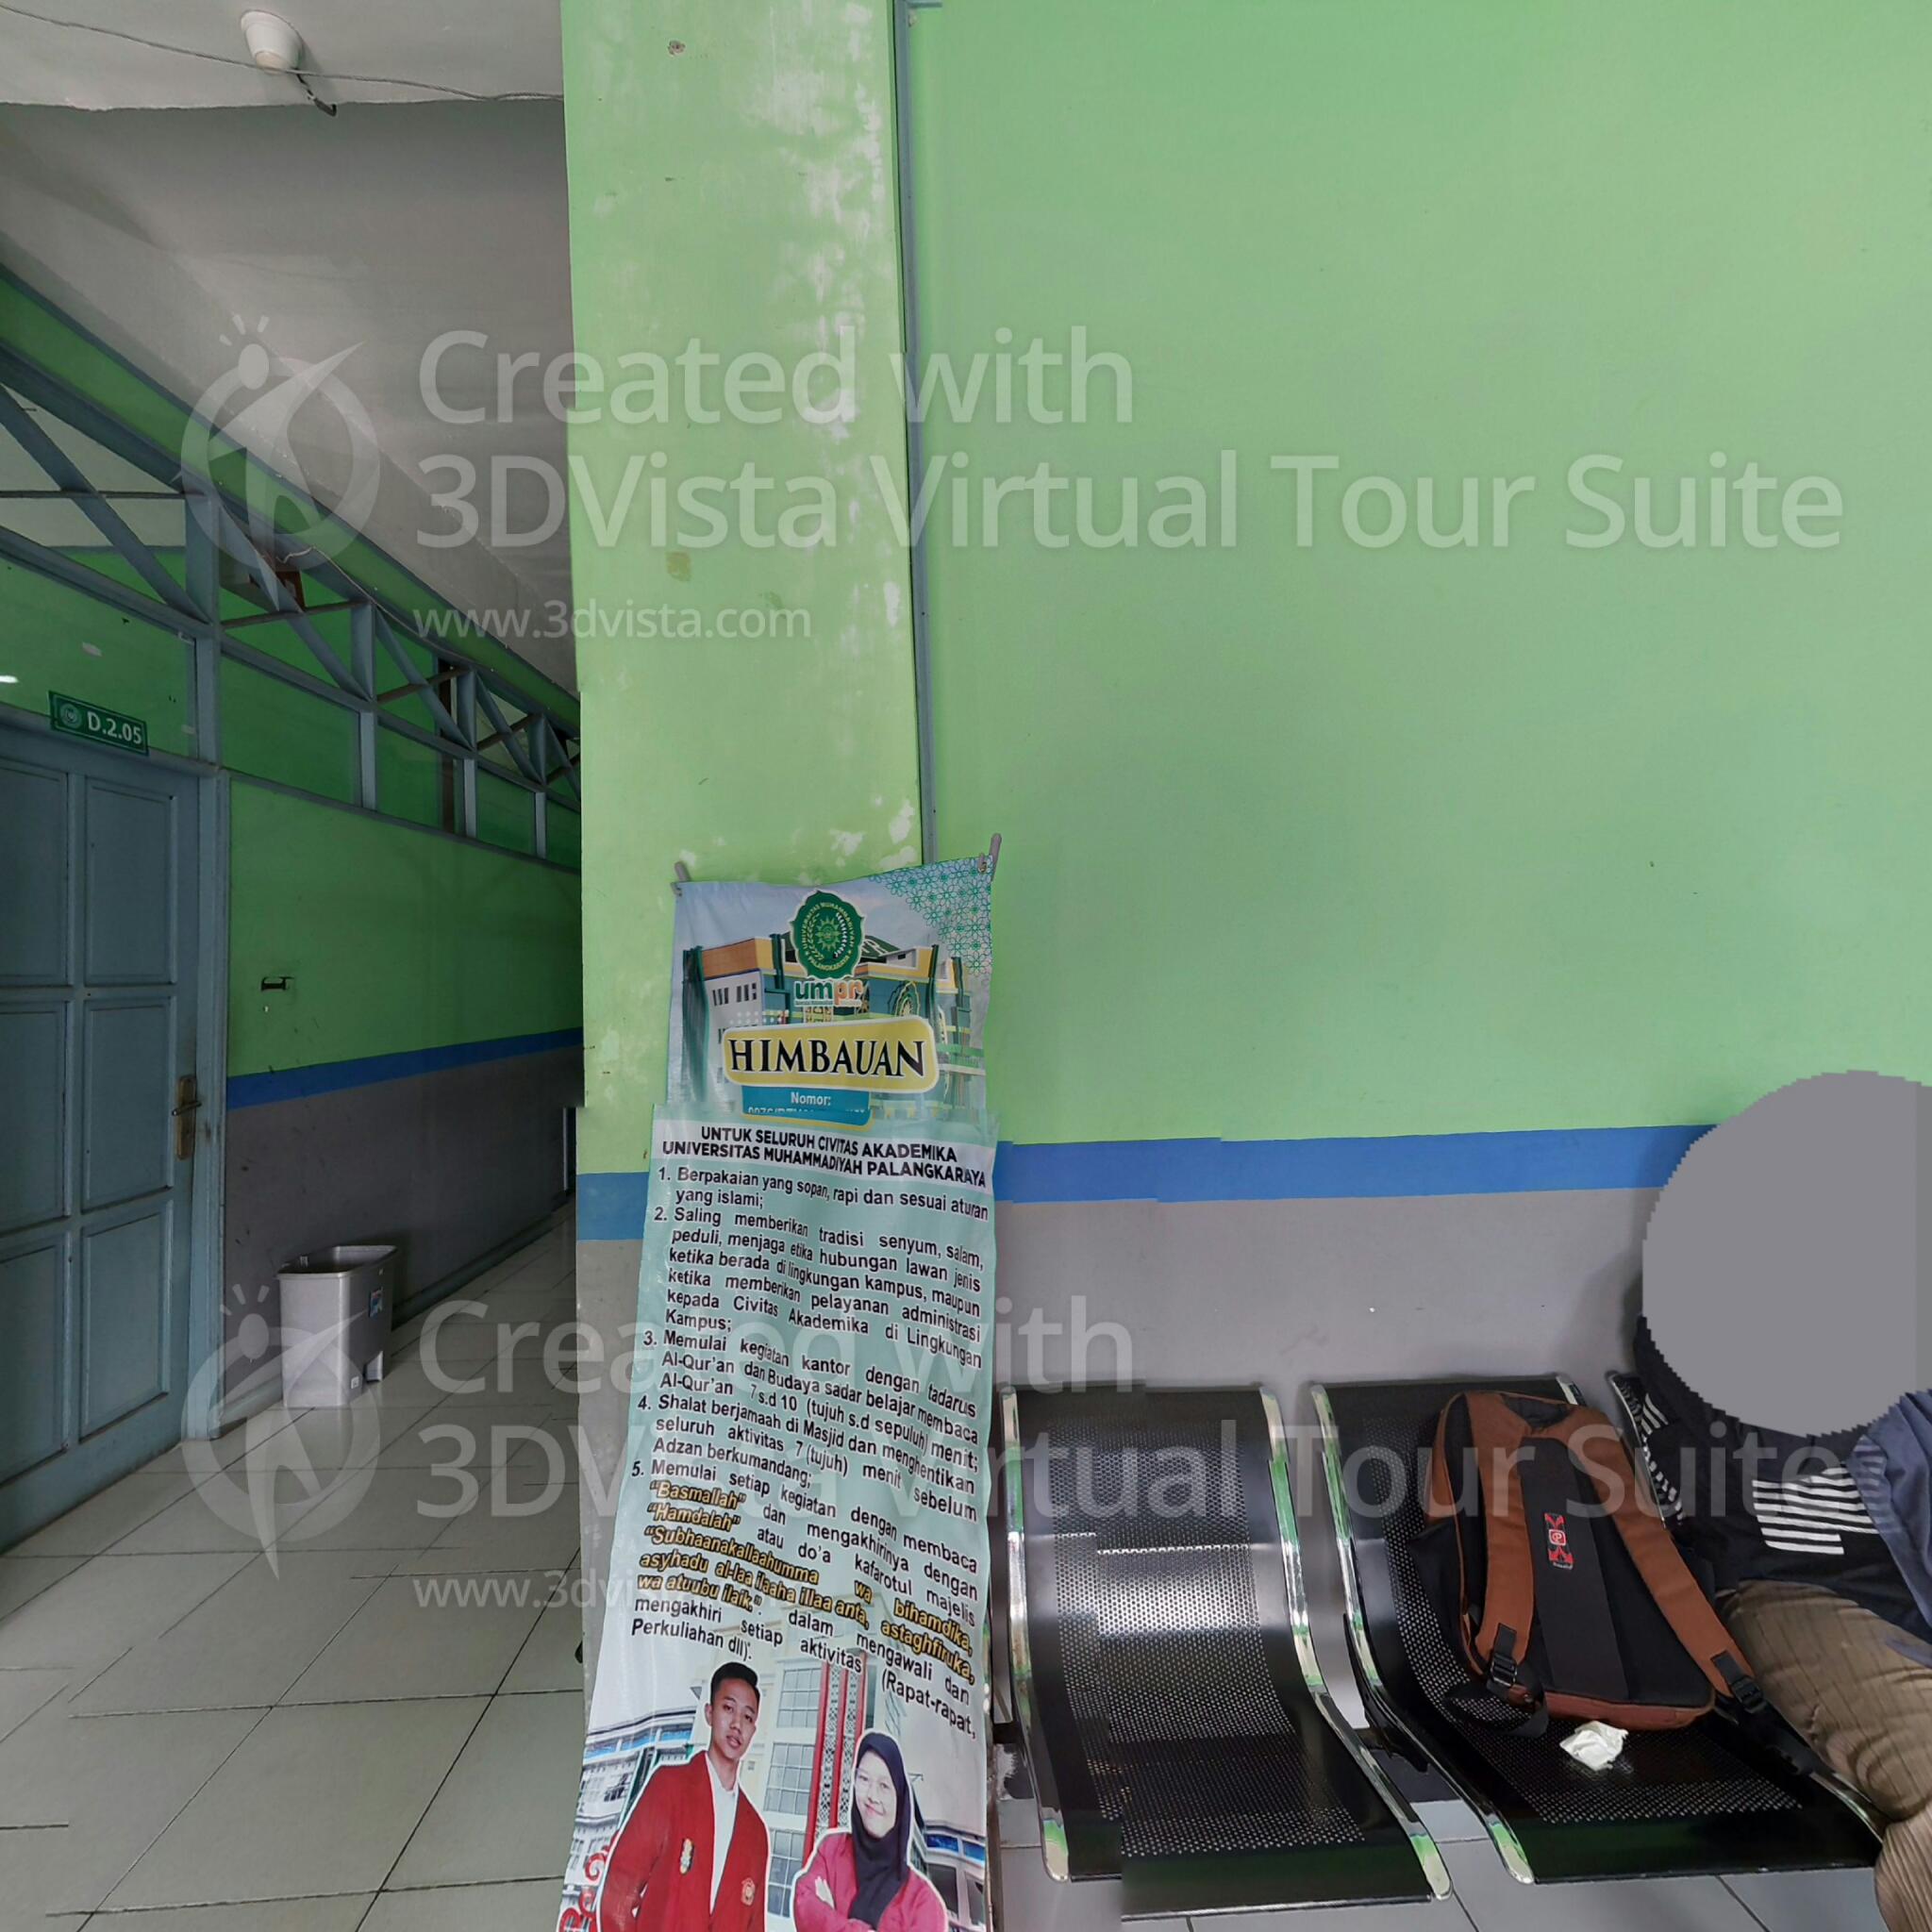 Created with
3DVista Virtual Tour Suite
www.3dvista.com
D.2.05
UNIVERSITAS MUHAMMADIYAH
PALANGKARAYA
umpr
HIMBAUAN
Nomor:
UNTUK SELURUH CIVITAS AKADEMIKA
UNIVERSITAS MUHAMMADIYAH PALANGKARAYA
1. Berpakaian yang sopan, rapi dan sesuai aturan
yang islami;
2. Saling memberikan tradisi senyum, salam,
peduli, menjaga etika hubungan lawan jenis
ketika berada di lingkungan kampus, maupun
ketika memberikan pelayanan administrasi
kepada Civitas Akademika di Lingkungan
Kampus;
3. Memulai kegiatan kantor dengan tadarus
Al-Qur'an dan Budaya sadar belajar membaca
Al-Qur'an 7 s.d 10 (tujuh s.d sepuluh) menit;
4. Shalat berjamaah di Masjid dan menghentikan
seluruh aktivitas 7 (tujuh) menit sebelum
Adzan berkumandang;
5. Memulai setiap kegiatan dengan membaca
"Basmallah" dan mengakhirinya dengan
"Hamdalah" atau do'a kafarotul majelis
"Subhaanakallaahumma wa bihamdika,
asyhadu al-laa ilaaha illaa anta, astaghfiruka,
wa atuubu ilaik." dalam mengawali dan
mengakhiri setiap aktivitas (Rapat-rapat,
Perkuliahan dll).
Created with
3DVista Virtual Tour Suite
www.3dvista.com